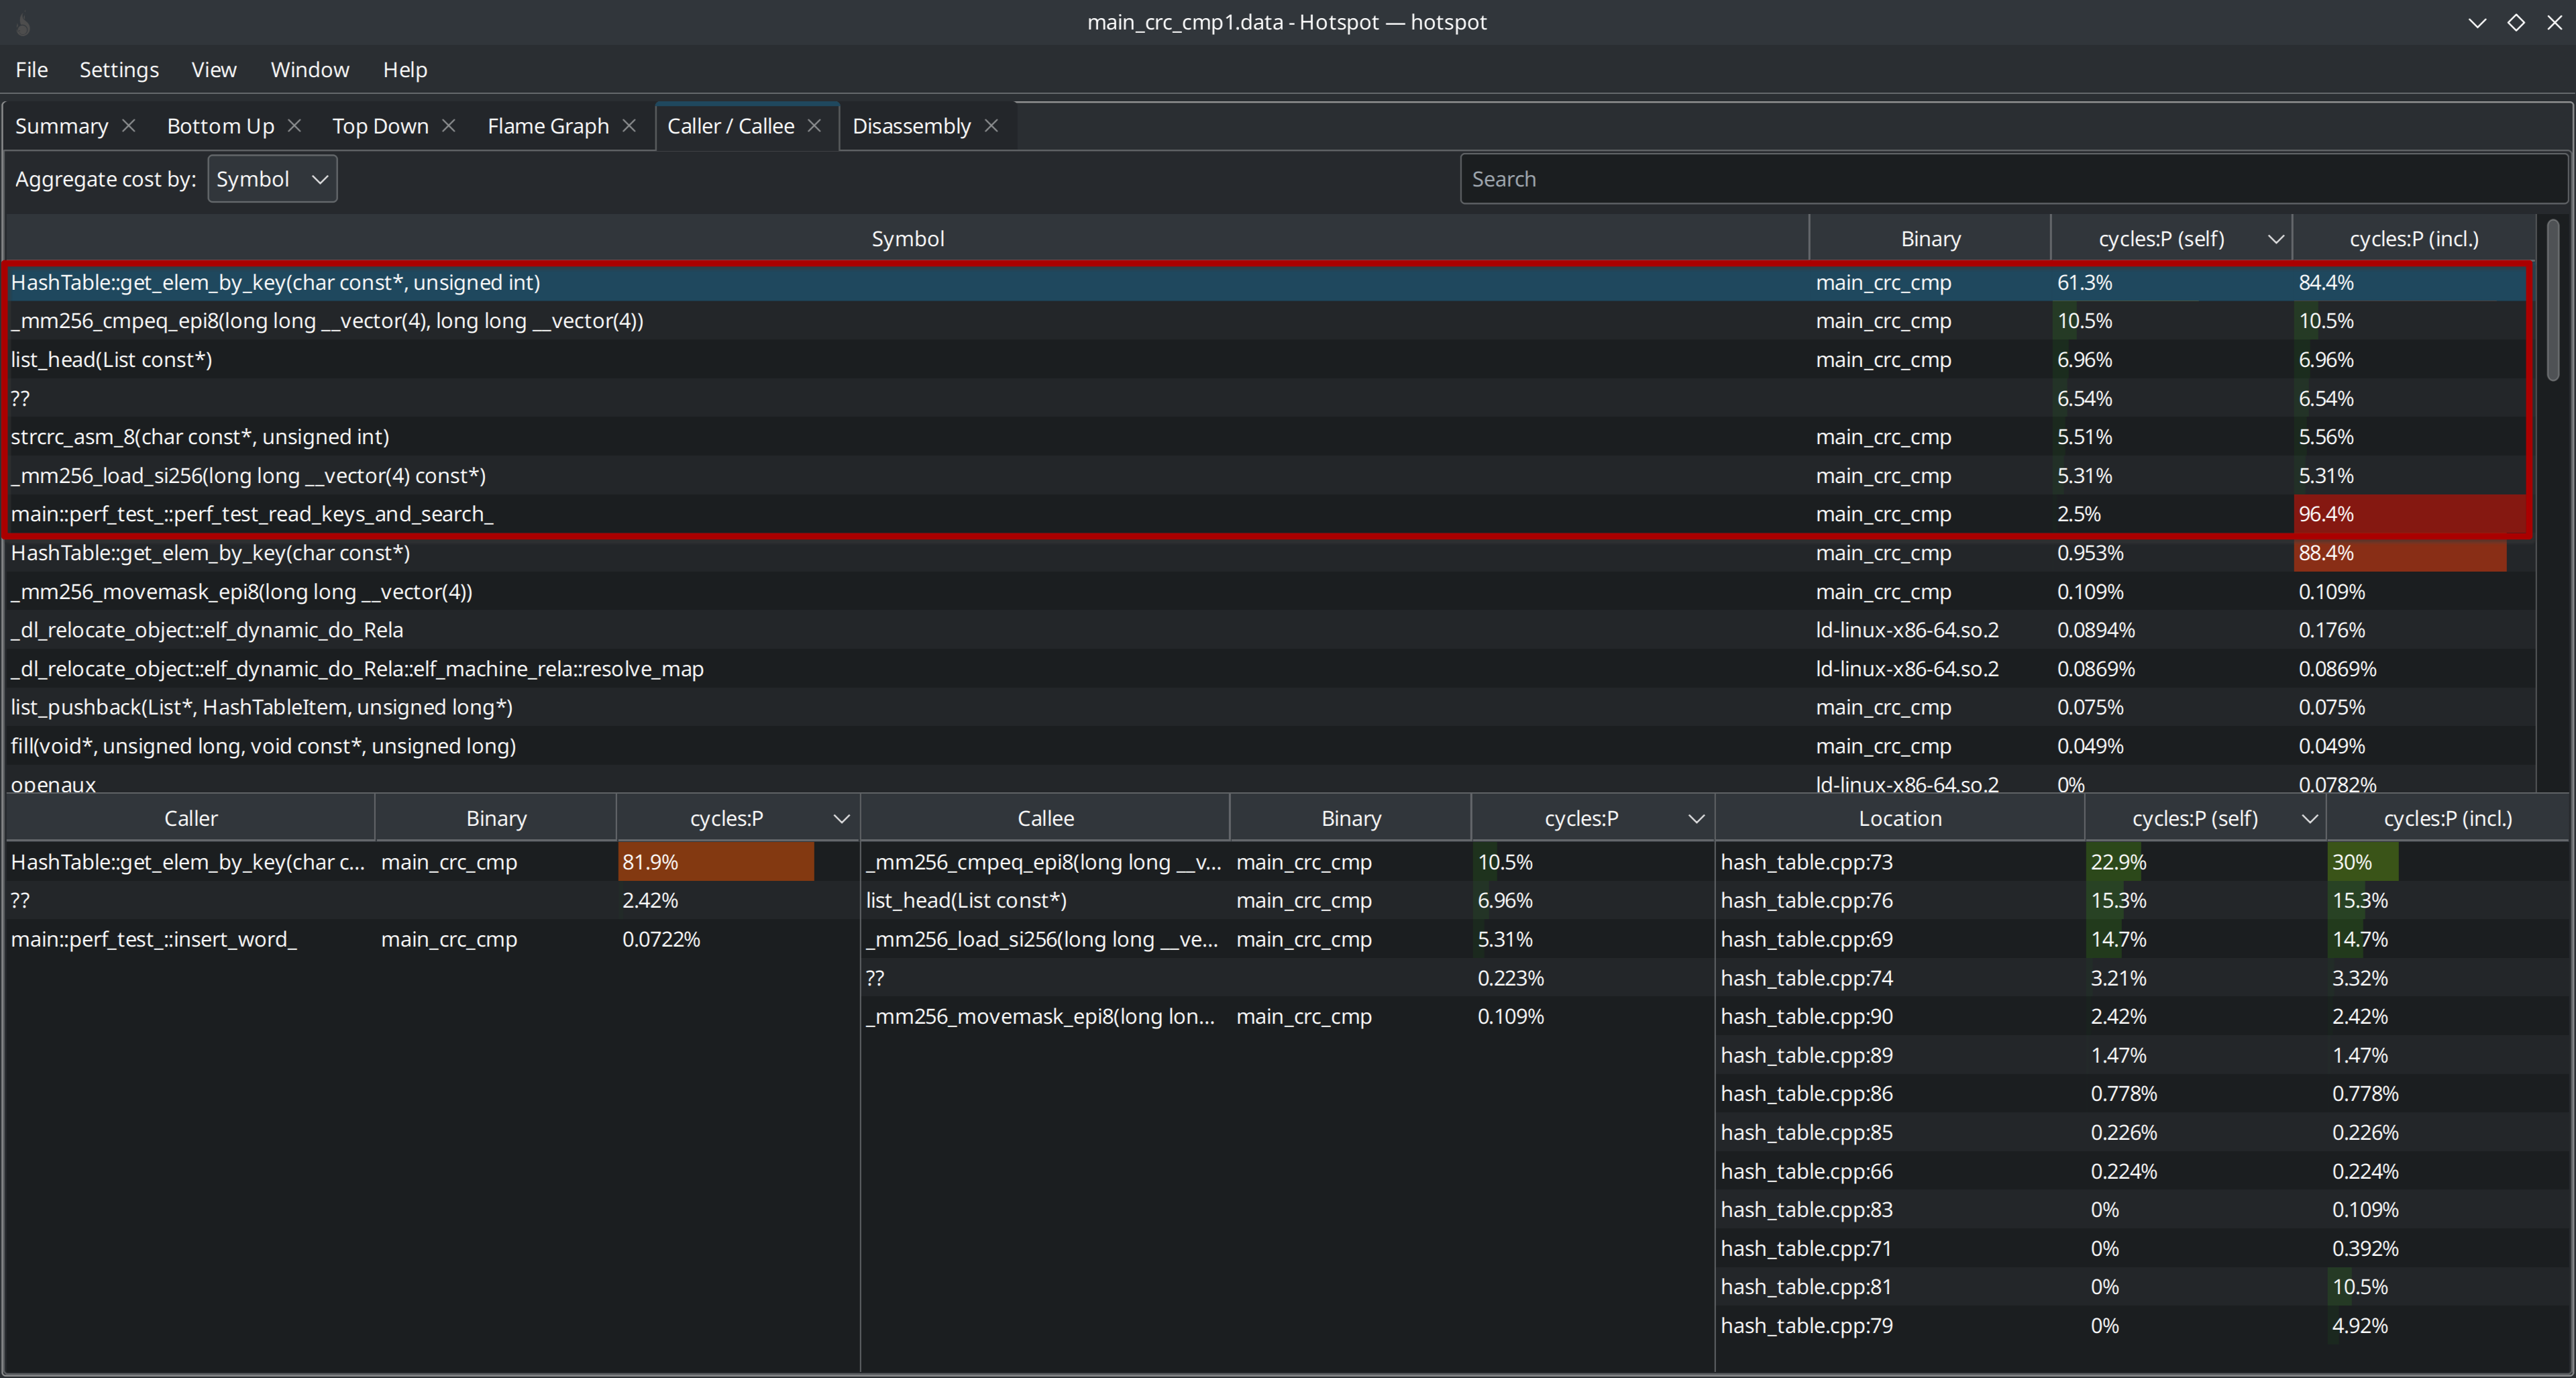 main_crc_cmp1.data - Hotspot — hotspot
File Settings View Window Help
Summary Bottom Up Top Down Flame Graph Caller / Callee Disassembly
Aggregate cost by: Symbol Search
Symbol Binary cycles:P (self) cycles:P (incl.)
HashTable::get_elem_by_key(char const*, unsigned int) main_crc_cmp 61.3% 84.4%
_mm256_cmpeq_epi8(long long __vector(4), long long __vector(4)) main_crc_cmp 10.5% 10.5%
list_head(List const*) main_crc_cmp 6.96% 6.96%
?? 6.54% 6.54%
strcrc_asm_8(char const*, unsigned int) main_crc_cmp 5.51% 5.56%
_mm256_load_si256(long long __vector(4) const*) main_crc_cmp 5.31% 5.31%
main::perf_test_::perf_test_read_keys_and_search_ main_crc_cmp 2.5% 96.4%
HashTable::get_elem_by_key(char const*) main_crc_cmp 0.953% 88.4%
_mm256_movemask_epi8(long long __vector(4)) main_crc_cmp 0.109% 0.109%
_dl_relocate_object::elf_dynamic_do_Rela ld-linux-x86-64.so.2 0.0894% 0.176%
_dl_relocate_object::elf_dynamic_do_Rela::elf_machine_rela::resolve_map ld-linux-x86-64.so.2 0.0869% 0.0869%
list_pushback(List*, HashTableItem, unsigned long*) main_crc_cmp 0.075% 0.075%
fill(void*, unsigned long, void const*, unsigned long) main_crc_cmp 0.049% 0.049%
openaux ld-linux-x86-64.so.2 0% 0.0782%
Caller Binary cycles:P
HashTable::get_elem_by_key(char c... main_crc_cmp 81.9%
?? 2.42%
main::perf_test_::insert_word_ main_crc_cmp 0.0722%
Callee Binary cycles:P
_mm256_cmpeq_epi8(long long __v... main_crc_cmp 10.5%
list_head(List const*) main_crc_cmp 6.96%
_mm256_load_si256(long long __ve... main_crc_cmp 5.31%
?? 0.223%
_mm256_movemask_epi8(long lon... main_crc_cmp 0.109%
Location cycles:P (self) cycles:P (incl.)
hash_table.cpp:73 22.9% 30%
hash_table.cpp:76 15.3% 15.3%
hash_table.cpp:69 14.7% 14.7%
hash_table.cpp:74 3.21% 3.32%
hash_table.cpp:90 2.42% 2.42%
hash_table.cpp:89 1.47% 1.47%
hash_table.cpp:86 0.778% 0.778%
hash_table.cpp:85 0.226% 0.226%
hash_table.cpp:66 0.224% 0.224%
hash_table.cpp:83 0% 0.109%
hash_table.cpp:71 0% 0.392%
hash_table.cpp:81 0% 10.5%
hash_table.cpp:79 0% 4.92%